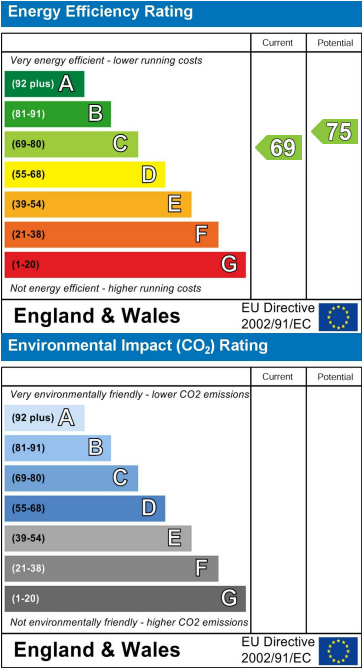 Energy Efficiency Rating
Current Potential
Very energy efficient - lower running costs
(92 plus) A
(81-91) B
(69-80) C
(55-68) D
(39-54) E
(21-38) F
(1-20) G
69
75
Not energy efficient - higher running costs
England & Wales
EU Directive
2002/91/EC
Environmental Impact (CO₂) Rating
Current Potential
Very environmentally friendly - lower CO2 emissions
(92 plus) A
(81-91) B
(69-80) C
(55-68) D
(39-54) E
(21-38) F
(1-20) G
Not environmentally friendly - higher CO2 emissions
England & Wales
EU Directive
2002/91/EC